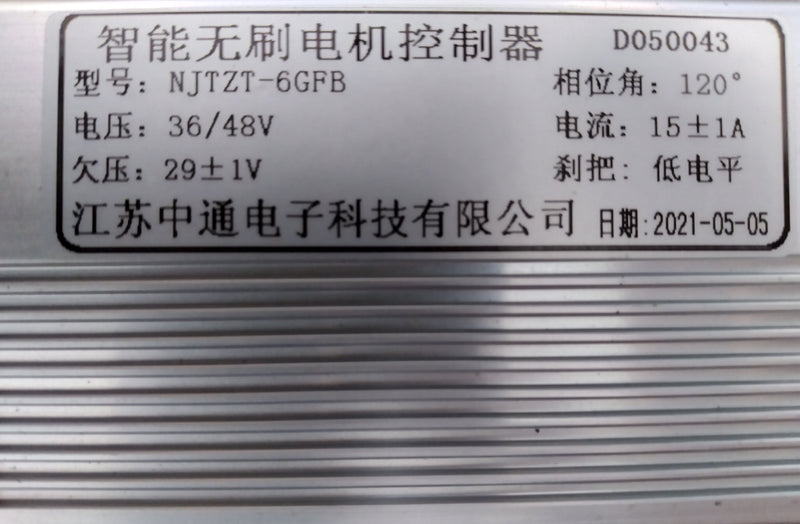 智能无刷电机控制器 D050043
型号: NJTZT-6GFB 相位角: 120°
电压: 36/48V 电流: 15±1A
欠压: 29±1V 刹把: 低电平
江苏中通电子科技有限公司 日期:2021-05-05